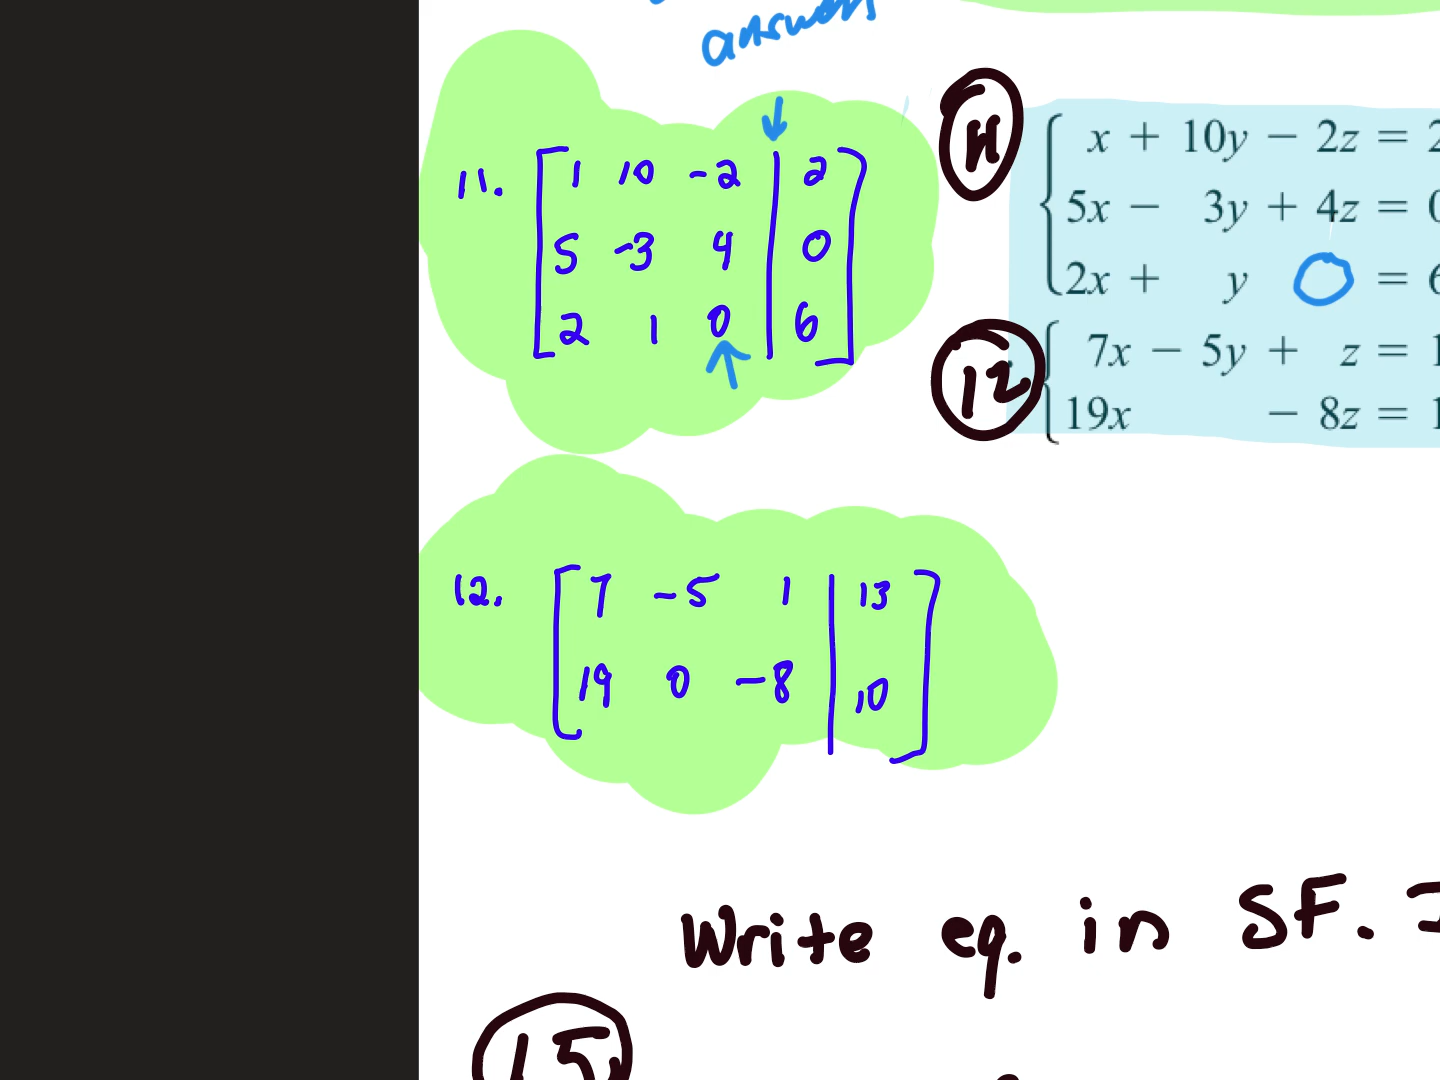 answers
11. [ 1 10 -2 | 2 ]
5 -3 4 | 0
2 1 0 | 6
11
x + 10y − 2z = 2
5x − 3y + 4z = 0
2x + y 0 = 6
12
7x − 5y + z = 1
19x − 8z = 1
12. [ 7 -5 1 | 13 ]
19 0 -8 | 10
Write eq. in SF.
15